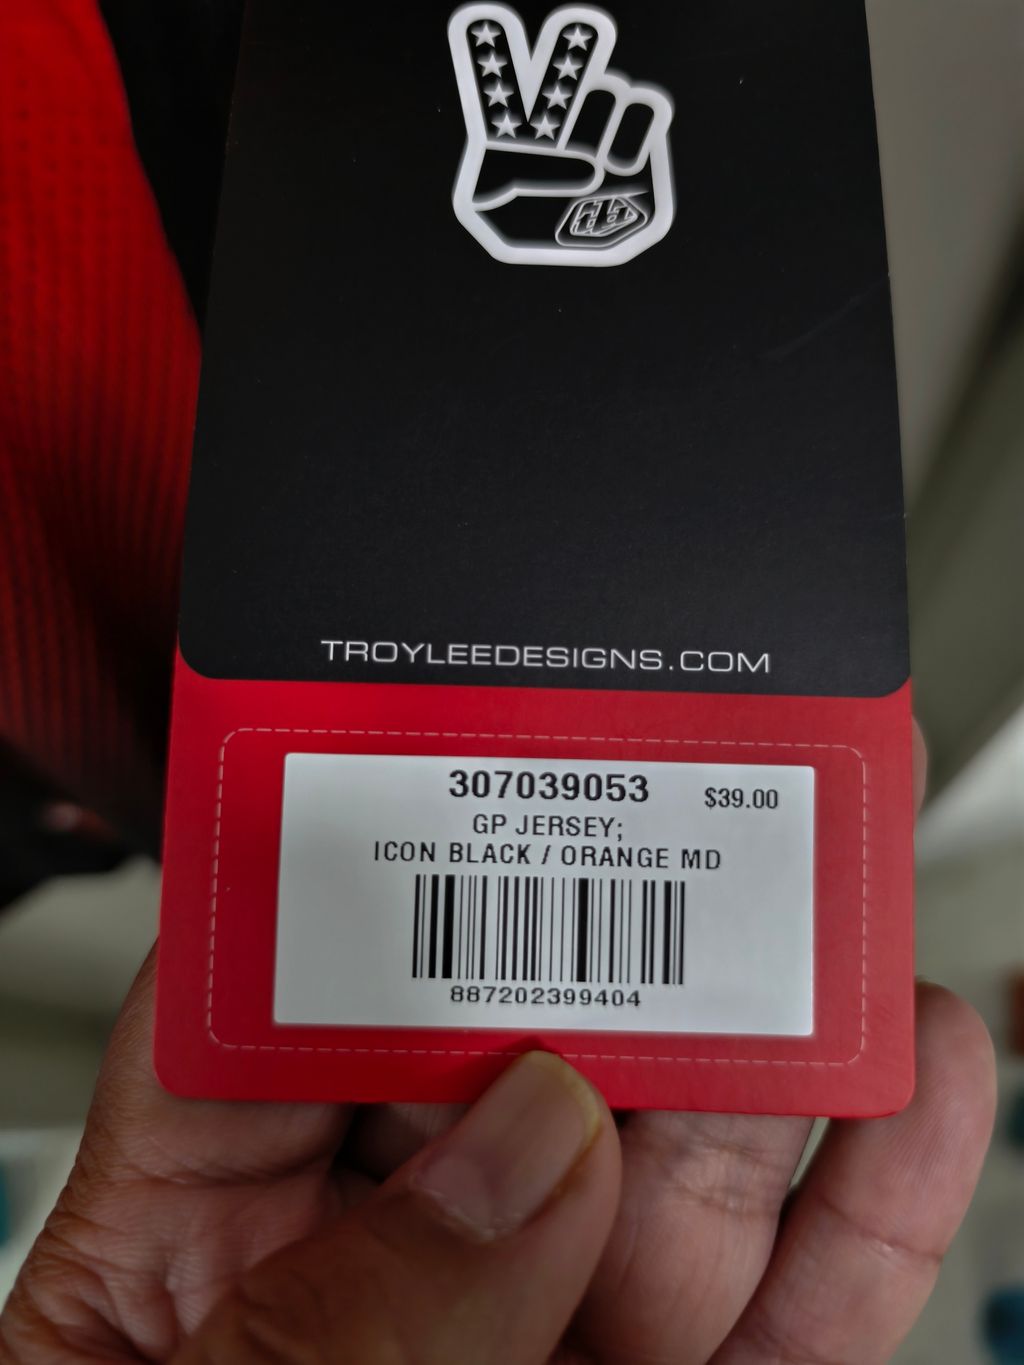 TROYLEEDESIGNS.COM
307039053 $39.00
GP JERSEY;
ICON BLACK / ORANGE MD
887202399404